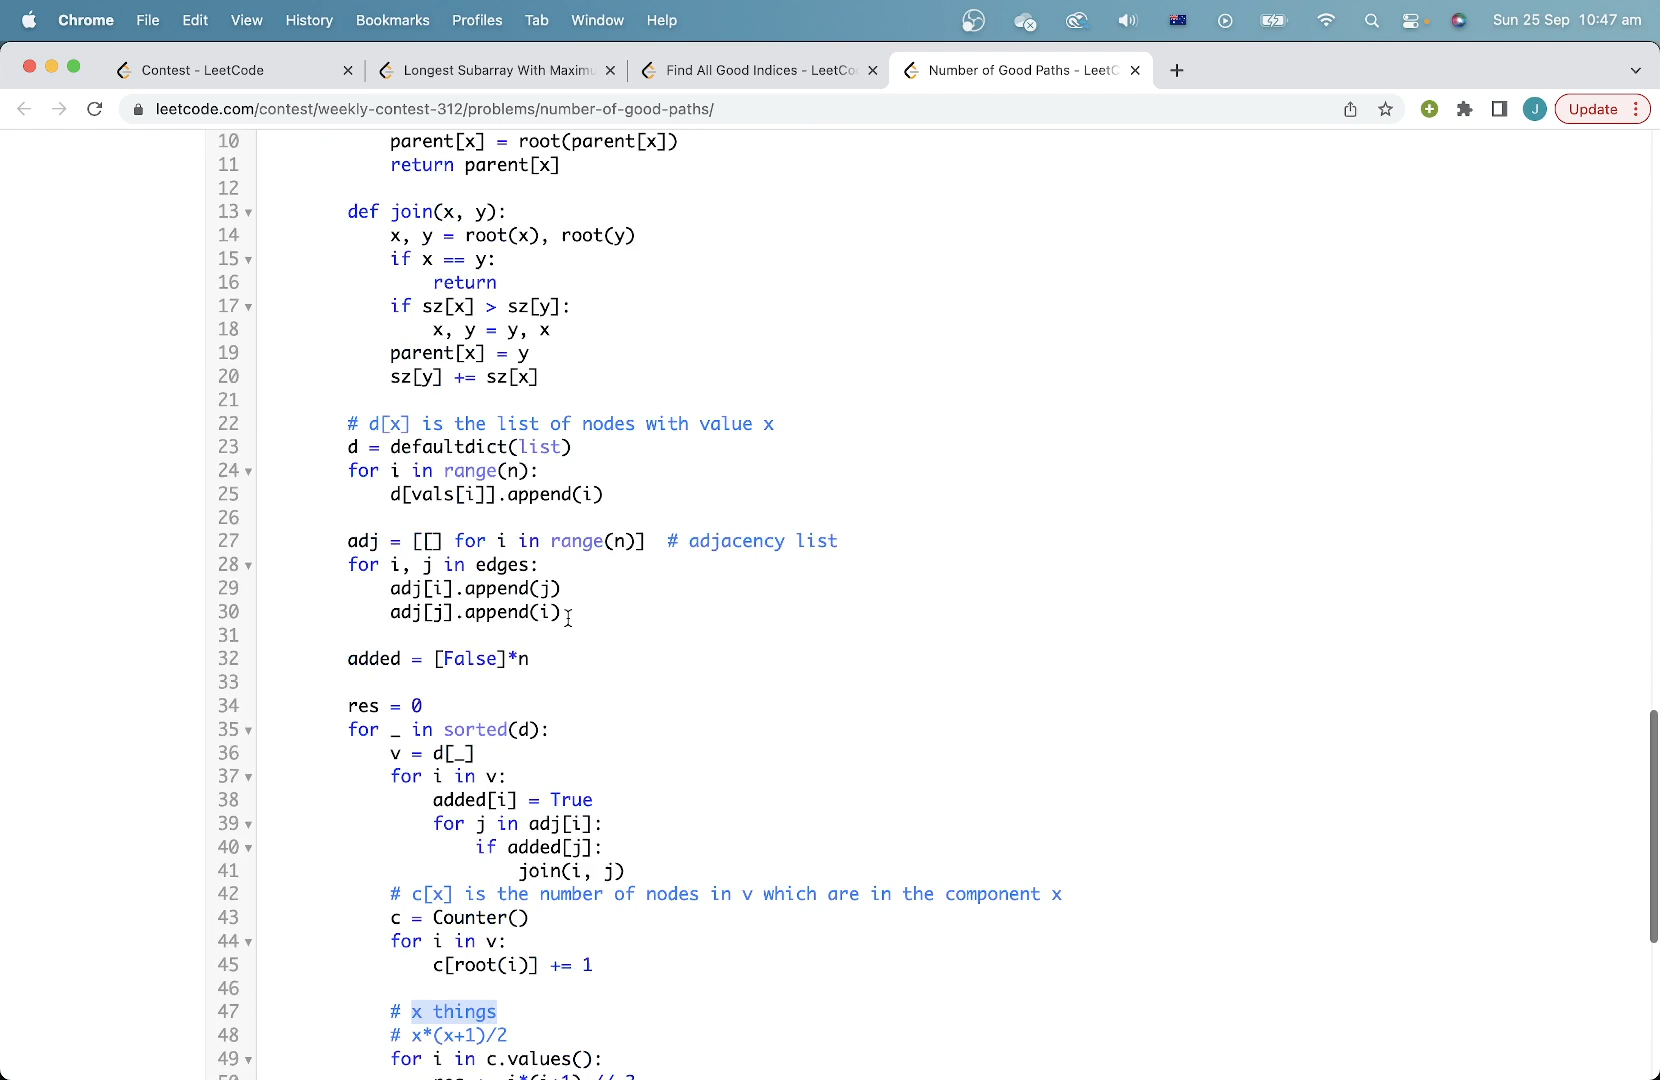 Chrome File Edit View History Bookmarks Profiles Tab Window Help Sun 25 Sep 10:47 am
Contest - LeetCode Longest Subarray With Maxim Find All Good Indices - LeetCo Number of Good Paths - LeetC
leetcode.com/contest/weekly-contest-312/problems/number-of-good-paths/ J Update
10 parent[x] = root(parent[x])
11 return parent[x]
12
13 def join(x, y):
14 x, y = root(x), root(y)
15 if x == y:
16 return
17 if sz[x] > sz[y]:
18 x, y = y, x
19 parent[x] = y
20 sz[y] += sz[x]
21
22 # d[x] is the list of nodes with value x
23 d = defaultdict(list)
24 for i in range(n):
25 d[vals[i]].append(i)
26
27 adj = [[] for i in range(n)] # adjacency list
28 for i, j in edges:
29 adj[i].append(j)
30 adj[j].append(i)
31
32 added = [False]*n
33
34 res = 0
35 for _ in sorted(d):
36 v = d[_]
37 for i in v:
38 added[i] = True
39 for j in adj[i]:
40 if added[j]:
41 join(i, j)
42 # c[x] is the number of nodes in v which are in the component x
43 c = Counter()
44 for i in v:
45 c[root(i)] += 1
46
47 # x things
48 # x*(x+1)/2
49 for i in c.values():